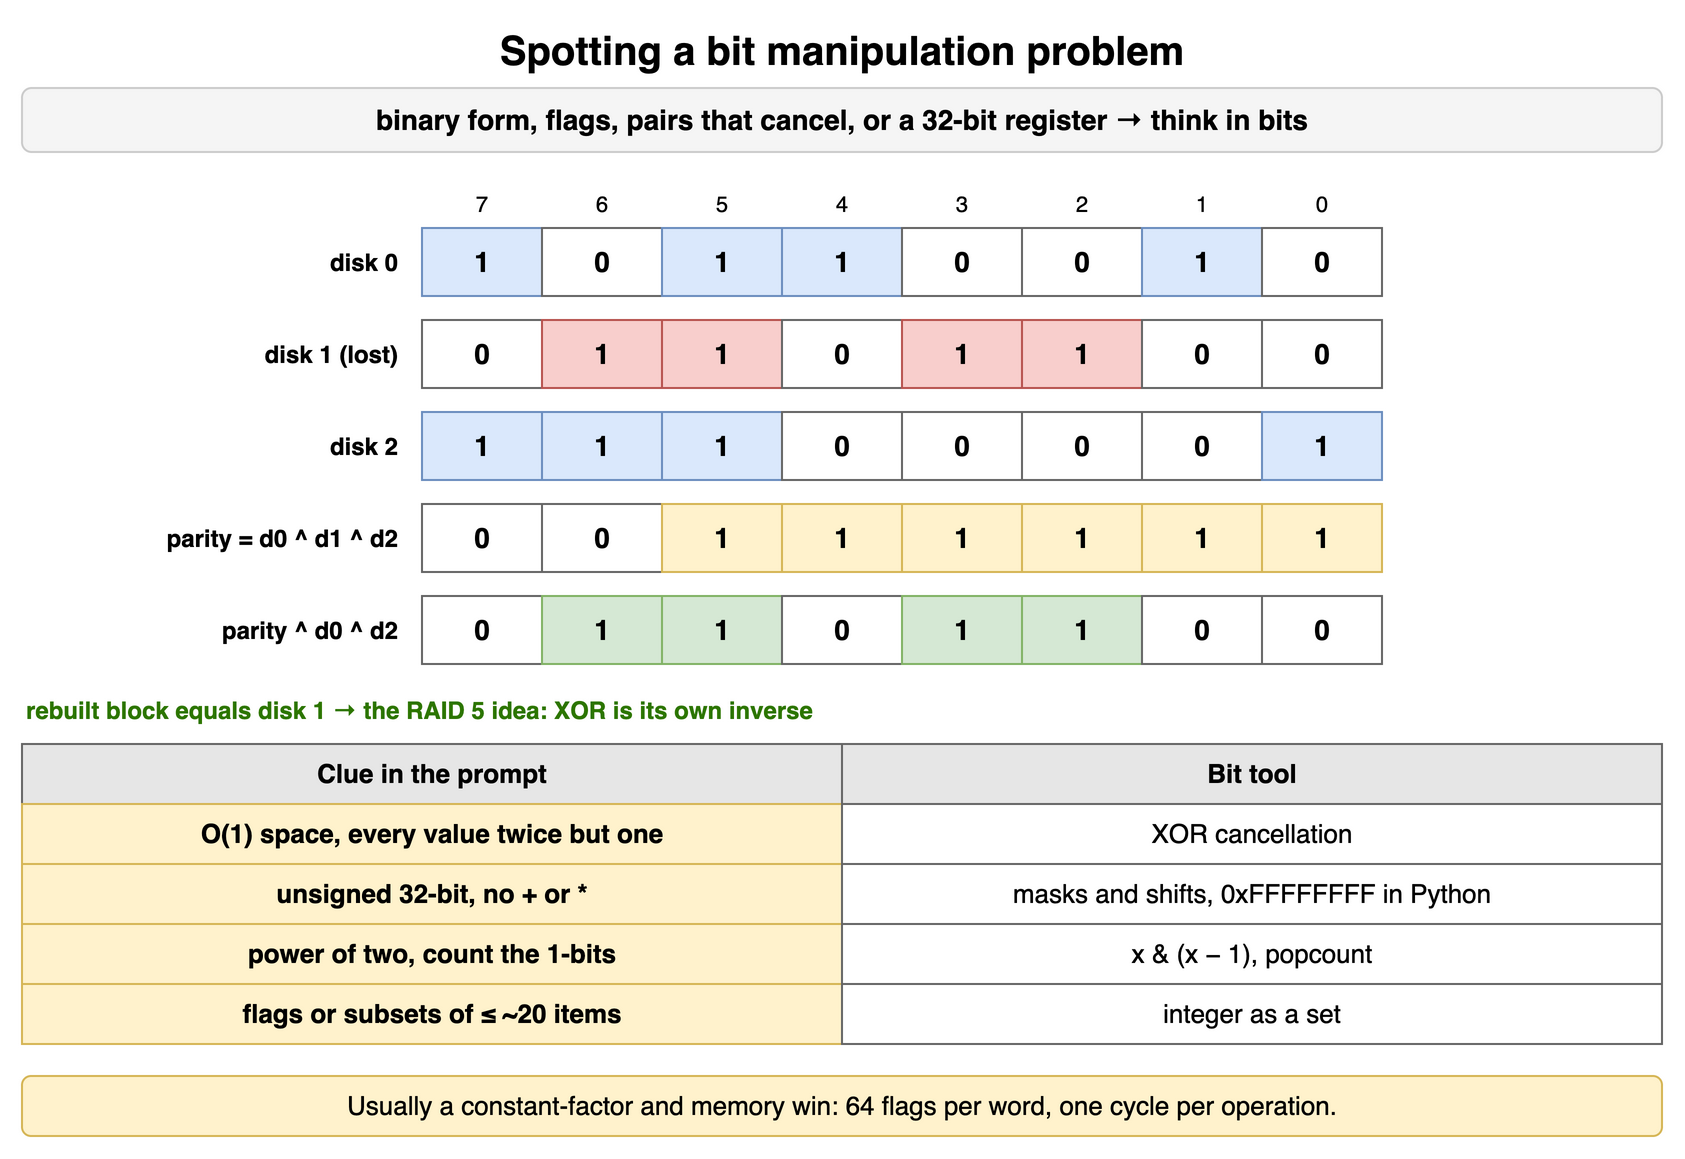 Spotting a bit manipulation problem
binary form, flags, pairs that cancel, or a 32-bit register → think in bits
7 6 5 4 3 2 1 0
disk 0 1 0 1 1 0 0 1 0
disk 1 (lost) 0 1 1 0 1 1 0 0
disk 2 1 1 1 0 0 0 0 1
parity = d0 ^ d1 ^ d2 0 0 1 1 1 1 1 1
parity ^ d0 ^ d2 0 1 1 0 1 1 0 0
rebuilt block equals disk 1 → the RAID 5 idea: XOR is its own inverse
Clue in the prompt Bit tool
O(1) space, every value twice but one XOR cancellation
unsigned 32-bit, no + or * masks and shifts, 0xFFFFFFFF in Python
power of two, count the 1-bits x & (x − 1), popcount
flags or subsets of ≤ ~20 items integer as a set
Usually a constant-factor and memory win: 64 flags per word, one cycle per operation.